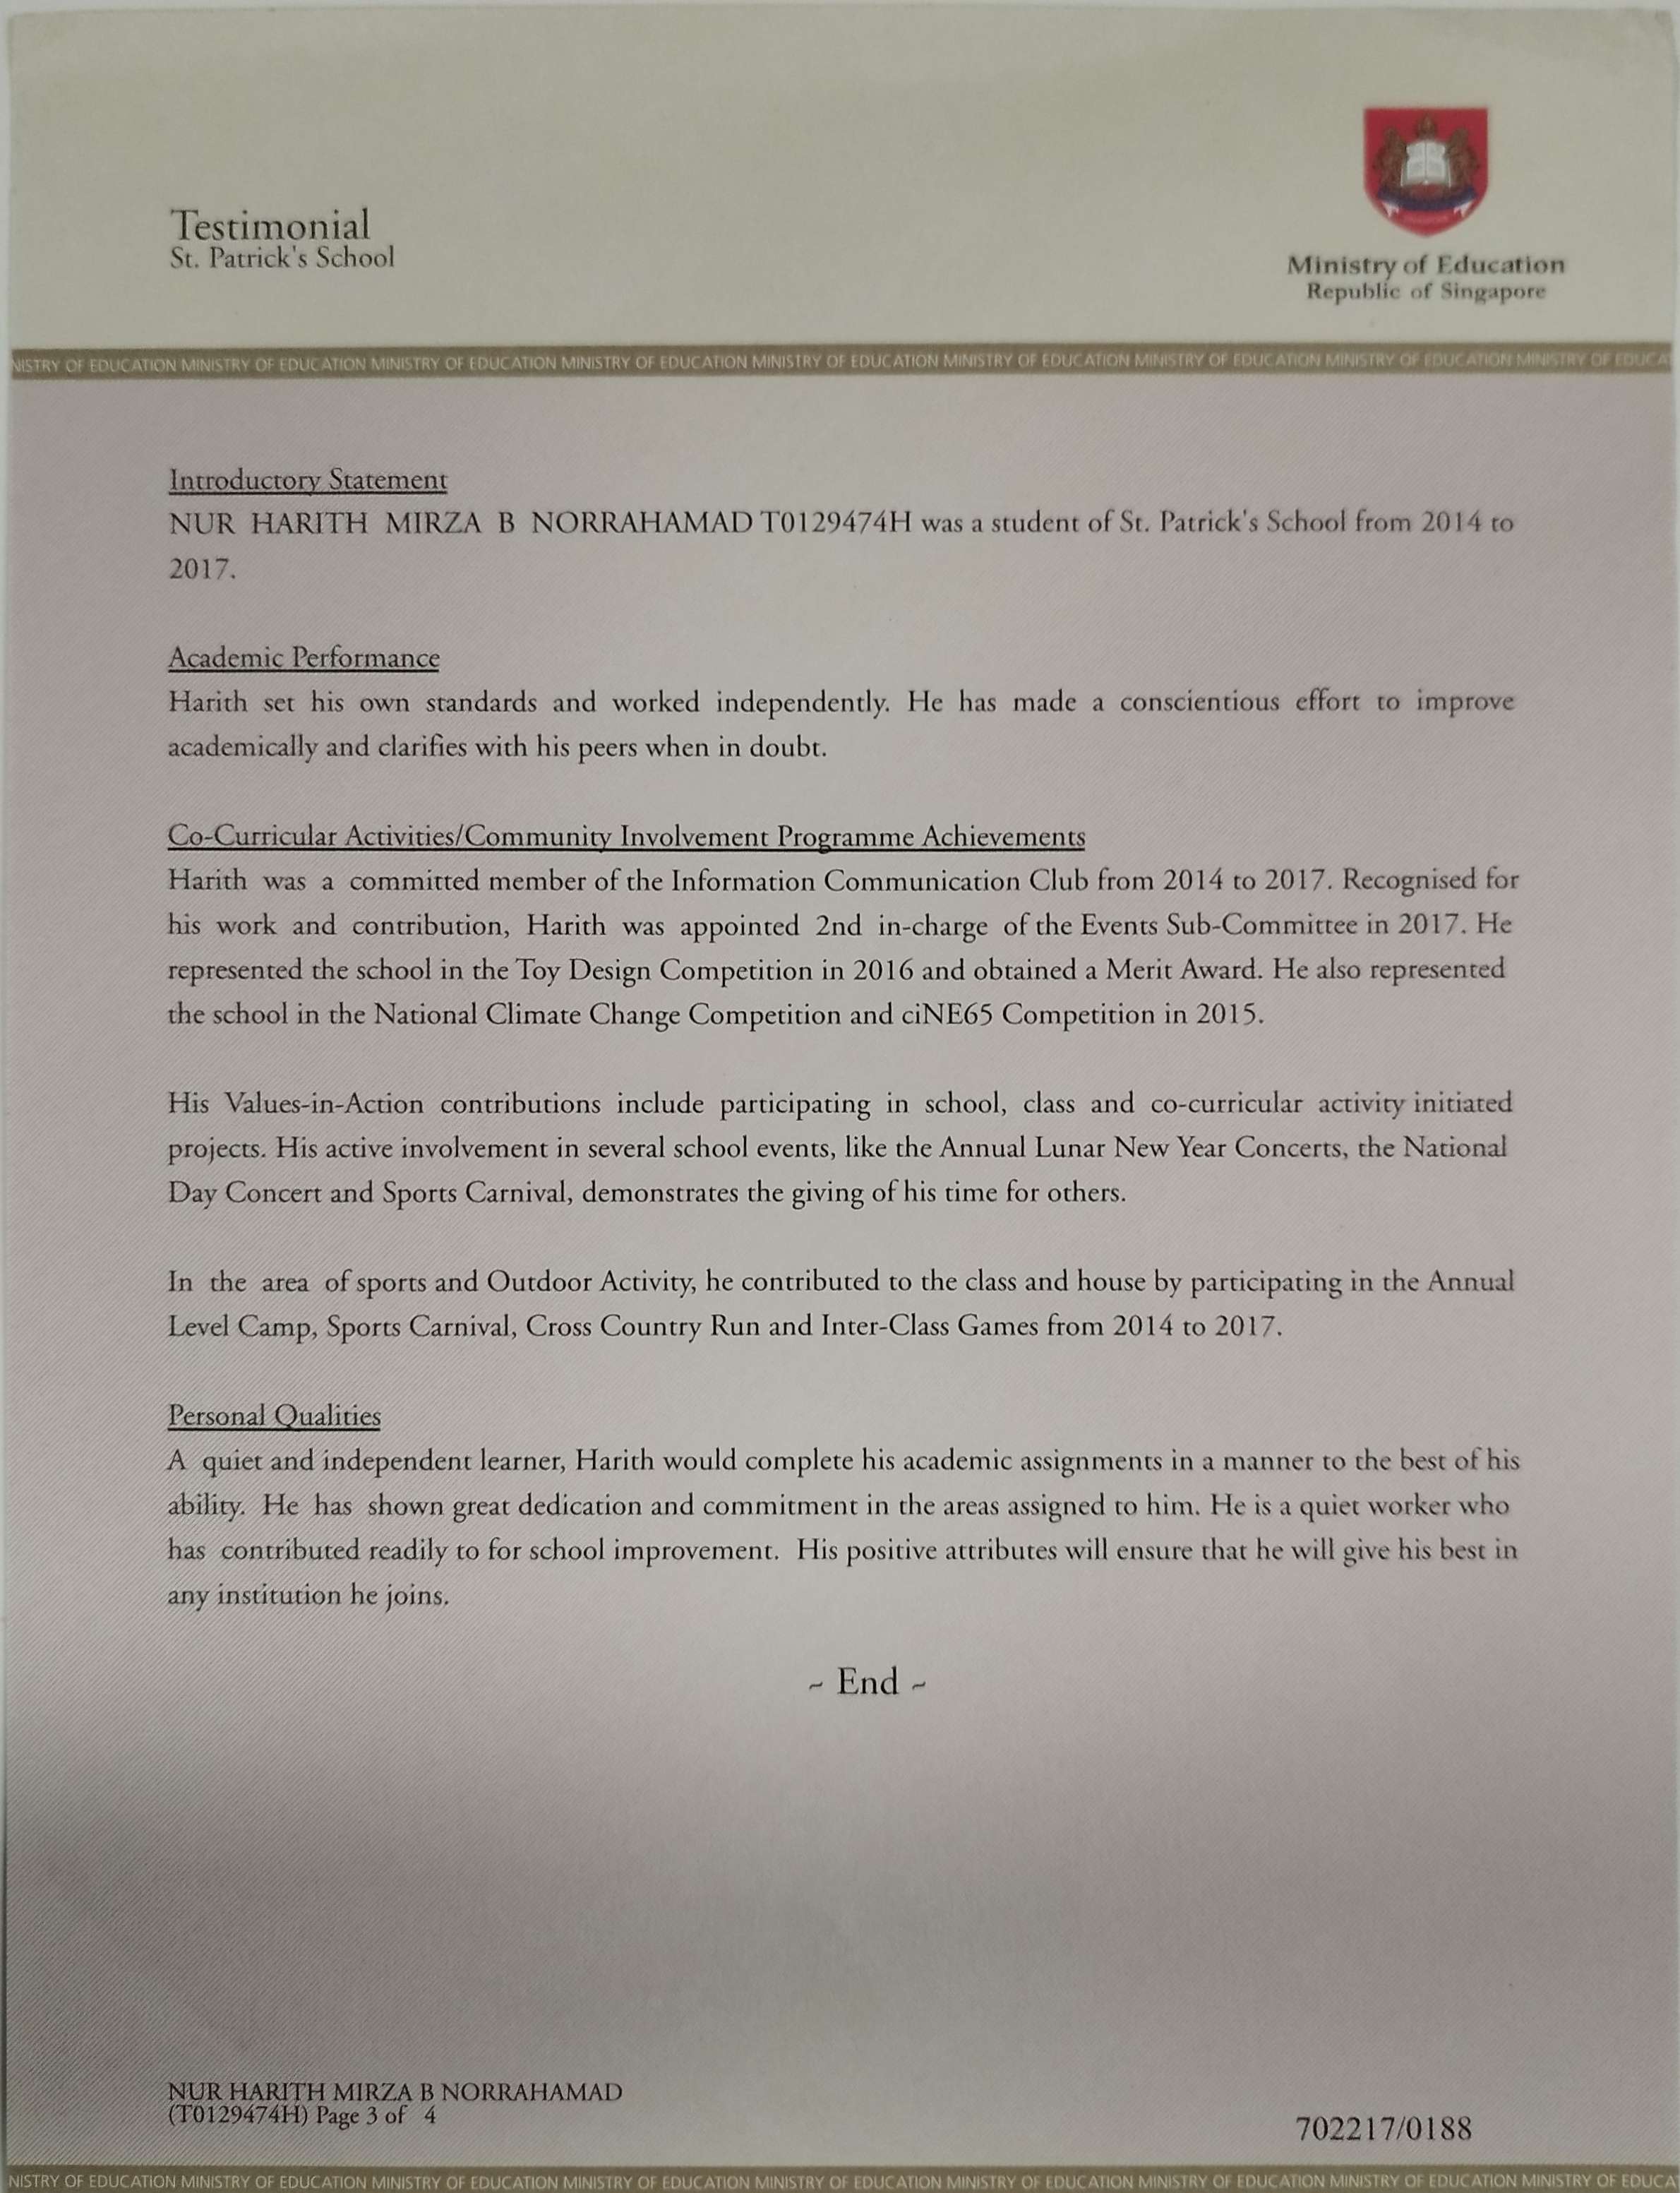 Testimonial
St. Patrick's School
Ministry of Education
Republic of Singapore
NISTRY OF EDUCATION MINISTRY OF EDUCATION MINISTRY OF EDUCATION MINISTRY OF EDUCATION MINISTRY OF EDUCATION MINISTRY OF EDUCATION MINISTRY OF EDUCATION MINISTRY OF EDUCATION MINISTRY OF EDUCA
Introductory Statement
NUR HARITH MIRZA B NORRAHAMAD T0129474H was a student of St. Patrick's School from 2014 to
2017.
Academic Performance
Harith set his own standards and worked independently. He has made a conscientious effort to improve
academically and clarifies with his peers when in doubt.
Co-Curricular Activities/Community Involvement Programme Achievements
Harith was a committed member of the Information Communication Club from 2014 to 2017. Recognised for
his work and contribution, Harith was appointed 2nd in-charge of the Events Sub-Committee in 2017. He
represented the school in the Toy Design Competition in 2016 and obtained a Merit Award. He also represented
the school in the National Climate Change Competition and ciNE65 Competition in 2015.
His Values-in-Action contributions include participating in school, class and co-curricular activity initiated
projects. His active involvement in several school events, like the Annual Lunar New Year Concerts, the National
Day Concert and Sports Carnival, demonstrates the giving of his time for others.
In the area of sports and Outdoor Activity, he contributed to the class and house by participating in the Annual
Level Camp, Sports Carnival, Cross Country Run and Inter-Class Games from 2014 to 2017.
Personal Qualities
A quiet and independent learner, Harith would complete his academic assignments in a manner to the best of his
ability. He has shown great dedication and commitment in the areas assigned to him. He is a quiet worker who
has contributed readily to for school improvement. His positive attributes will ensure that he will give his best in
any institution he joins.
~ End ~
NUR HARITH MIRZA B NORRAHAMAD
(T0129474H) Page 3 of 4
702217/0188
NISTRY OF EDUCATION MINISTRY OF EDUCATION MINISTRY OF EDUCATION MINISTRY OF EDUCATION MINISTRY OF EDUCATION MINISTRY OF EDUCATION MINISTRY OF EDUCATION MINISTRY OF EDUCATION MINISTRY OF EDUCA